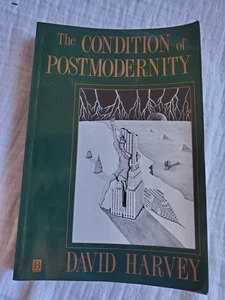 The CONDITION of
POSTMODERNITY
DAVID HARVEY